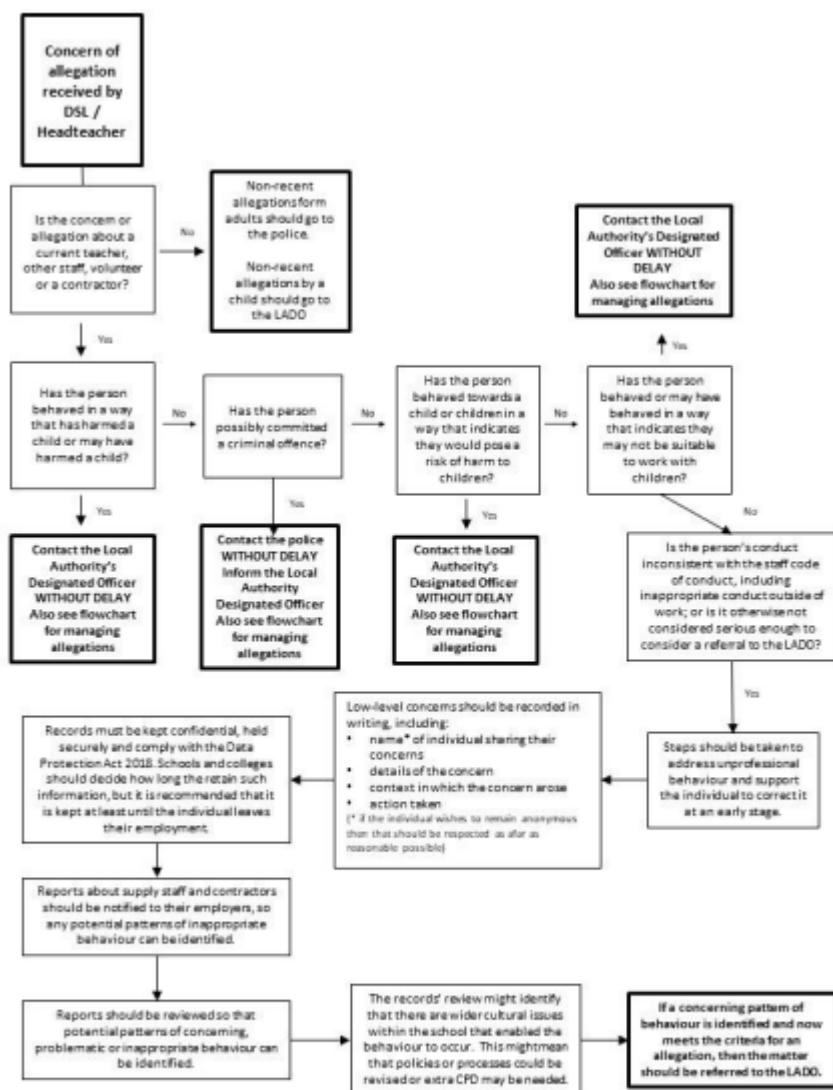 Concern of
allegation
received by
DSL /
Headteacher
Is the concern or
allegation about a
current teacher,
other staff, volunteer
or a contractor?
No
Non-recent
allegations form
adults should go to
the police.
Non-recent
allegations by a
child should go to
the LADO
Contact the Local
Authority's Designated
Officer WITHOUT
DELAY
Also see flowchart for
managing allegations
Yes
Yes
Has the person
behaved in a way
that has harmed a
child or may have
harmed a child?
No
Has the person
possibly committed
a criminal offence?
No
Has the person
behaved towards a
child or children in a
way that indicates
they would pose a
risk of harm to
children?
No
Has the person
behaved or may have
behaved in a way
that indicates they
may not be suitable
to work with
children?
Yes
Yes
Yes
No
Contact the Local
Authority's
Designated Officer
WITHOUT DELAY
Also see flowchart
for managing
allegations
Contact the police
WITHOUT DELAY
Inform the Local
Authority
Designated Officer
Also see flowchart
for managing
allegations
Contact the Local
Authority's
Designated Officer
WITHOUT DELAY
Also see flowchart
for managing
allegations
Is the person's conduct
inconsistent with the staff code
of conduct, including
inappropriate conduct outside of
work; or is it otherwise not
considered serious enough to
consider a referral to the LADO?
Yes
Steps should be taken to
address unprofessional
behaviour and support
the individual to correct it
at an early stage.
Low-level concerns should be recorded in
writing, including:
• name* of individual sharing their
concerns
• details of the concern
• context in which the concern arose
• action taken
(* if the individual wishes to remain anonymous
then that should be respected as afar as
reasonable possible)
Records must be kept confidential, held
securely and comply with the Data
Protection Act 2018. Schools and colleges
should decide how long the retain such
information, but it is recommended that it
is kept at least until the individual leaves
their employment.
Reports about supply staff and contractors
should be notified to their employers, so
any potential patterns of inappropriate
behaviour can be identified.
Reports should be reviewed so that
potential patterns of concerning,
problematic or inappropriate behaviour can
be identified.
The records' review might identify
that there are wider cultural issues
within the school that enabled the
behaviour to occur. This might mean
that policies or processes could be
revised or extra CPD may be needed.
If a concerning pattern of
behaviour is identified and now
meets the criteria for an
allegation, then the matter
should be referred to the LADO.